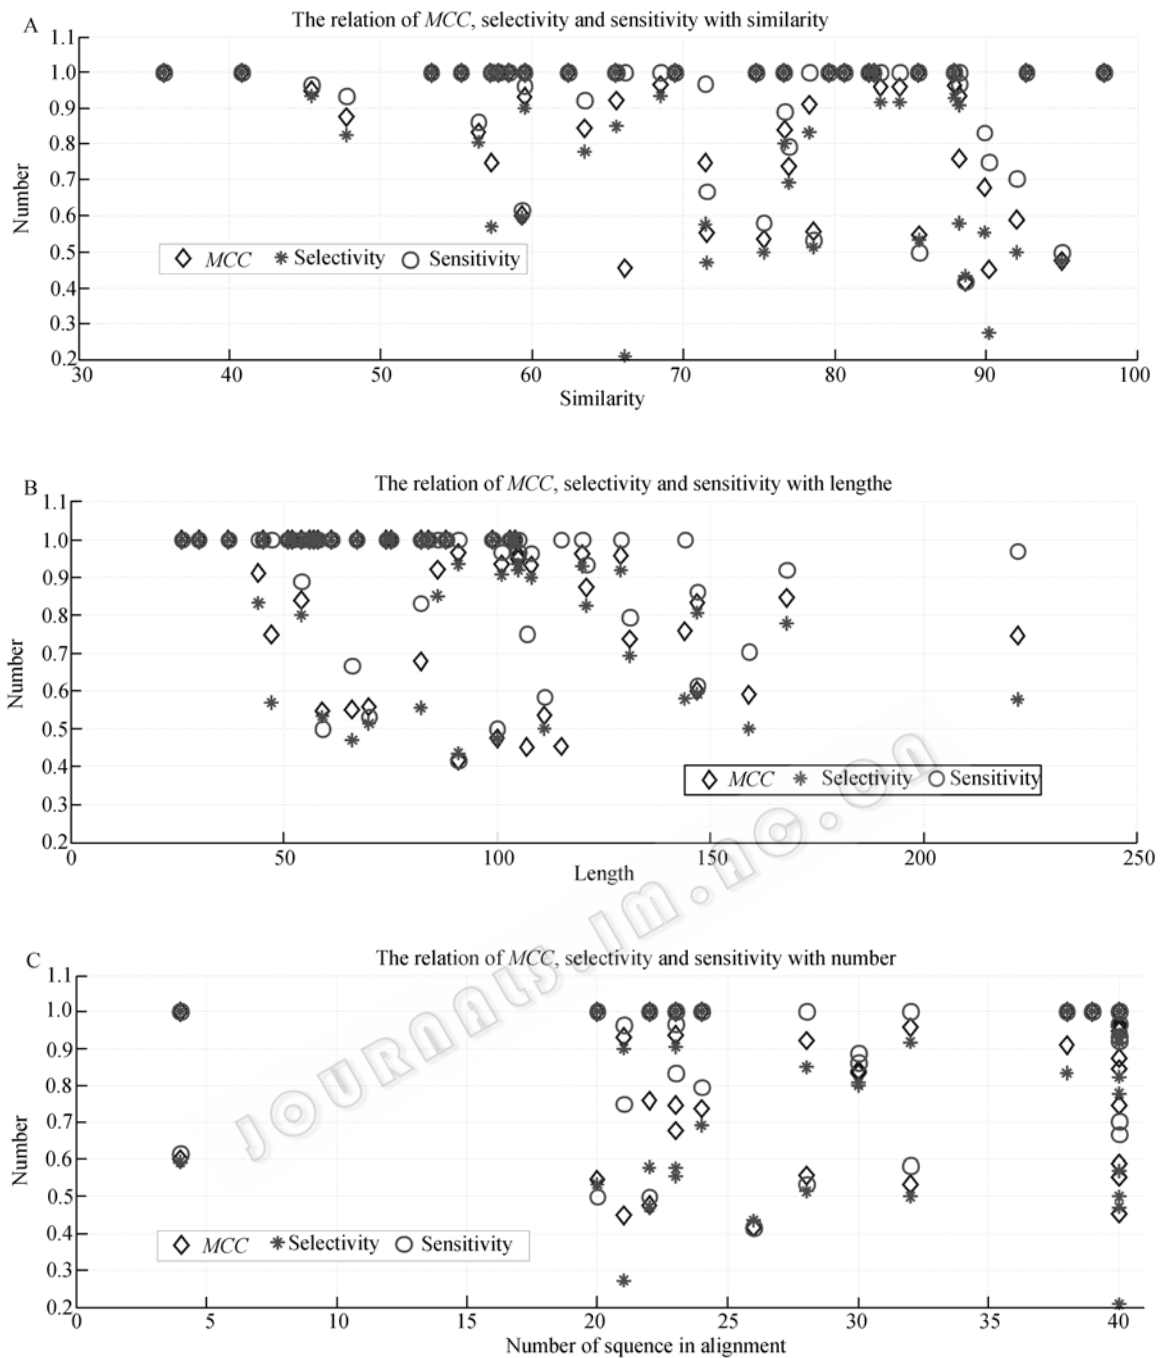 A The relation of MCC, selectivity and sensitivity with similarity
1.1
1.0
0.9
0.8
0.7
0.6
0.5
0.4
0.3
0.2
Number
MCC Selectivity Sensitivity
30 40 50 60 70 80 90 100
Similarity
B The relation of MCC, selectivity and sensitivity with lengthe
1.1
1.0
0.9
0.8
0.7
0.6
0.5
0.4
0.3
0.2
Number
MCC Selectivity Sensitivity
0 50 100 150 200 250
Length
C The relation of MCC, selectivity and sensitivity with number
1.1
1.0
0.9
0.8
0.7
0.6
0.5
0.4
0.3
0.2
Number
MCC Selectivity Sensitivity
0 5 10 15 20 25 30 35 40
Number of squence in alignment
JOURNALS.IM.AC.CN